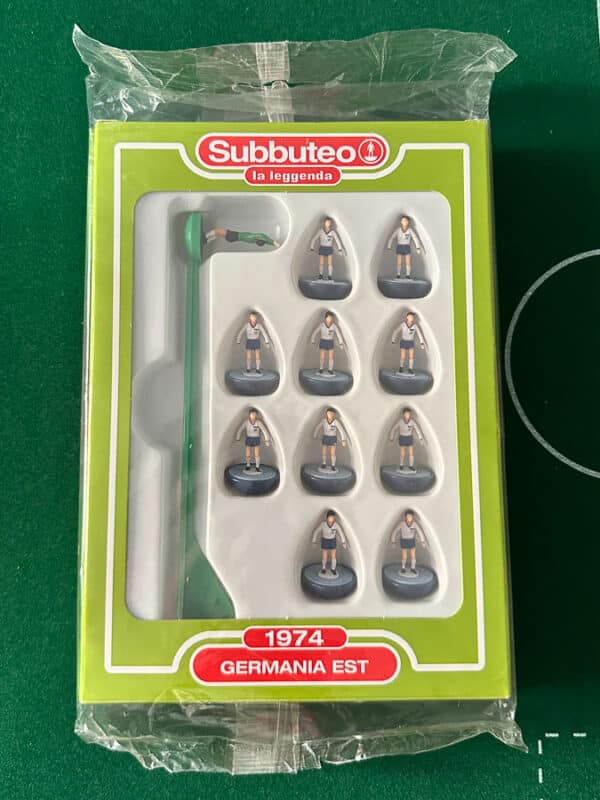 Subbuteo
la leggenda
1974
GERMANIA EST